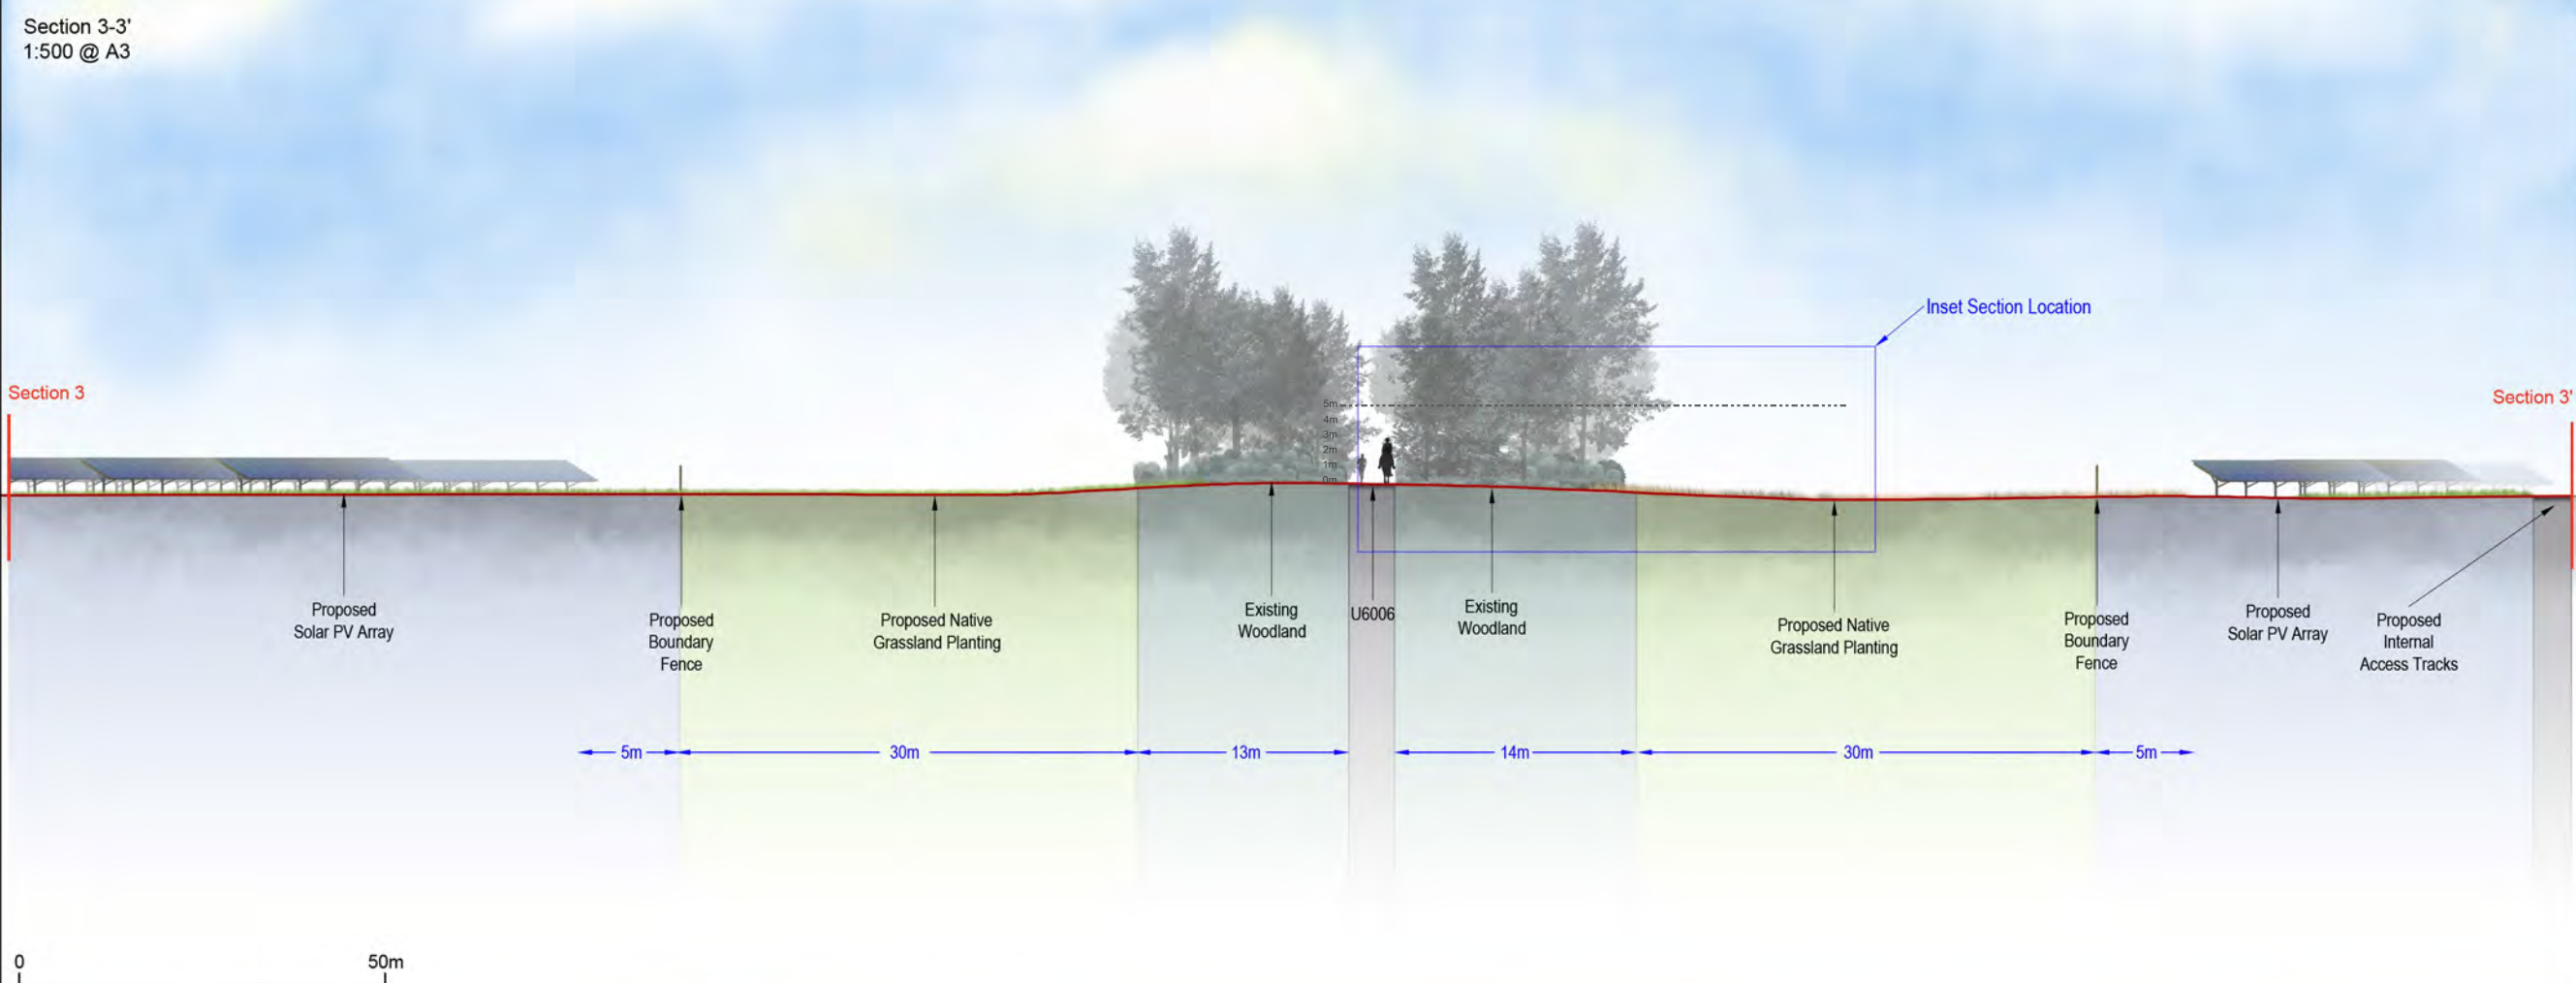 Section 3-3'
1:500 @ A3
Inset Section Location
Section 3
Section 3'
5m
4m
3m
2m
1m
0m
Proposed
Solar PV Array
Proposed
Boundary
Fence
Proposed Native
Grassland Planting
Existing
Woodland
U6006
Existing
Woodland
Proposed Native
Grassland Planting
Proposed
Boundary
Fence
Proposed
Solar PV Array
Proposed
Internal
Access Tracks
5m
30m
13m
14m
30m
5m
0
50m